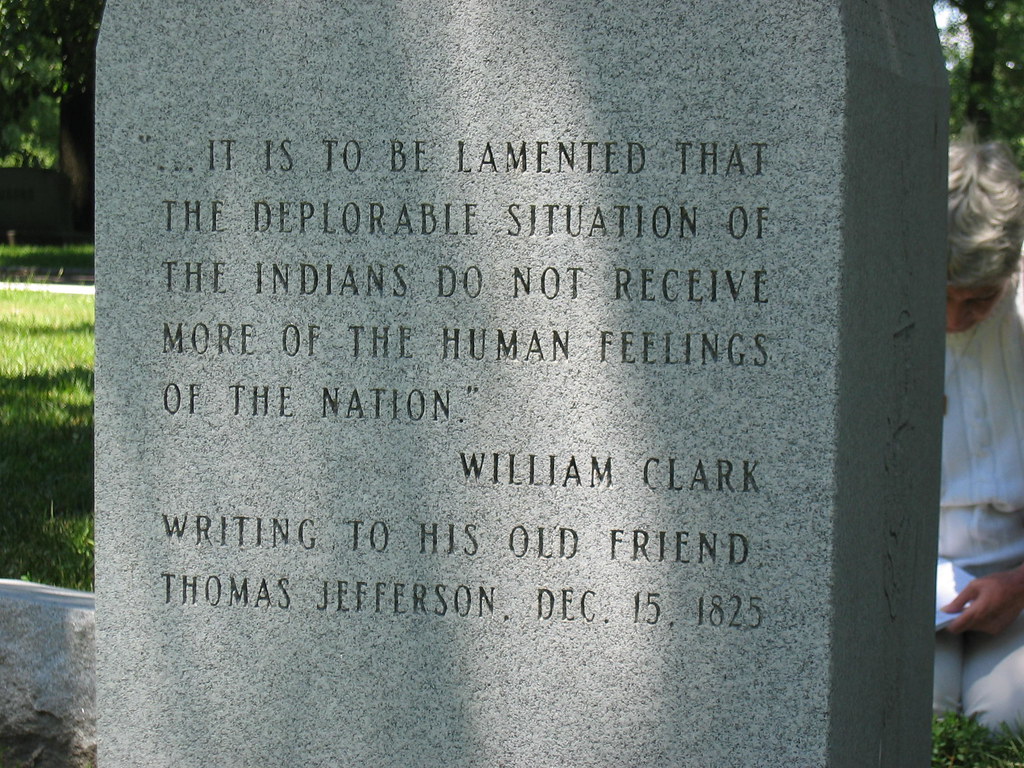 "...IT IS TO BE LAMENTED THAT
THE DEPLORABLE SITUATION OF
THE INDIANS DO NOT RECEIVE
MORE OF THE HUMAN FEELINGS
OF THE NATION."
WILLIAM CLARK
WRITING TO HIS OLD FRIEND
THOMAS JEFFERSON, DEC. 15, 1825